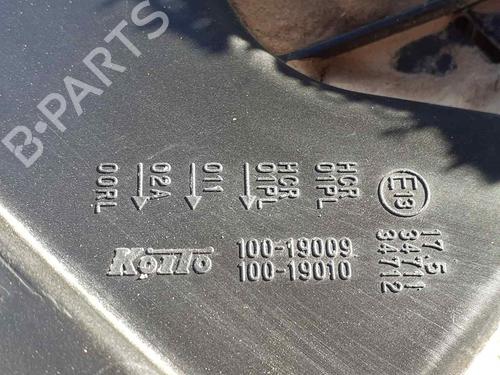 B-PARTS
HCR
01PL
HCR
01PL
011
02A
00RL
E13
17.5
34711
34712
Koito
100-19009
100-19010